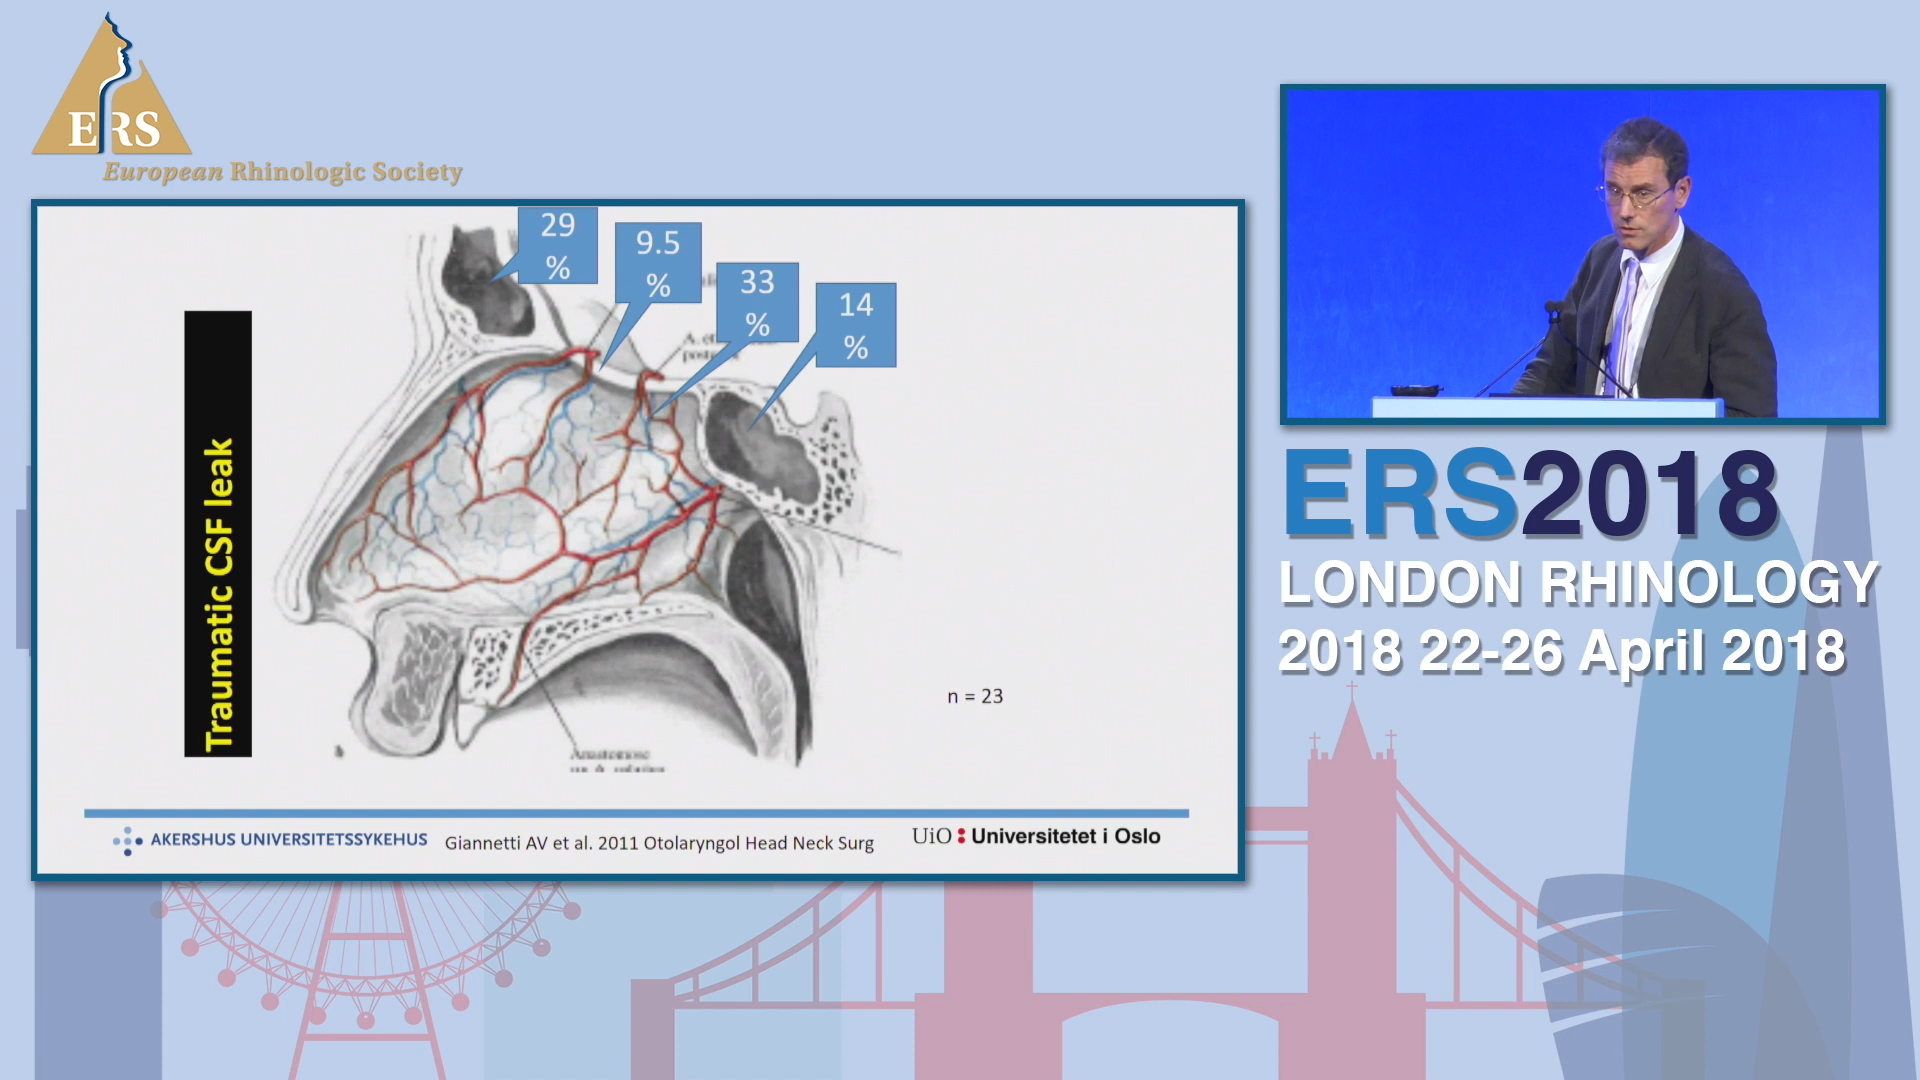 ERS
European Rhinologic Society
29
%
9.5
%
33
%
14
%
Traumatic CSF leak
n = 23
AKERSHUS UNIVERSITETSSYKEHUS
Giannetti AV et al. 2011 Otolaryngol Head Neck Surg
UiO Universitetet i Oslo
ERS2018
LONDON RHINOLOGY
2018 22-26 April 2018